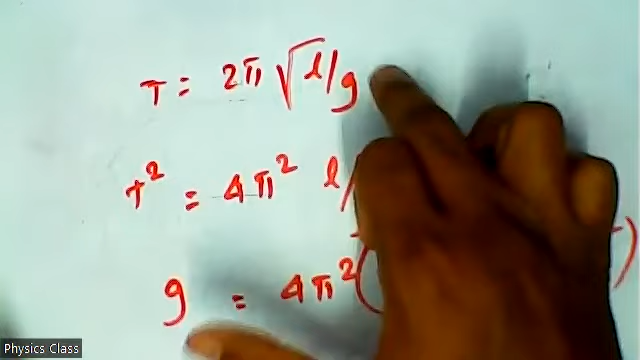 T = 2π √l/g
T² = 4π² l/
g = 4π² ( )
Physics Class